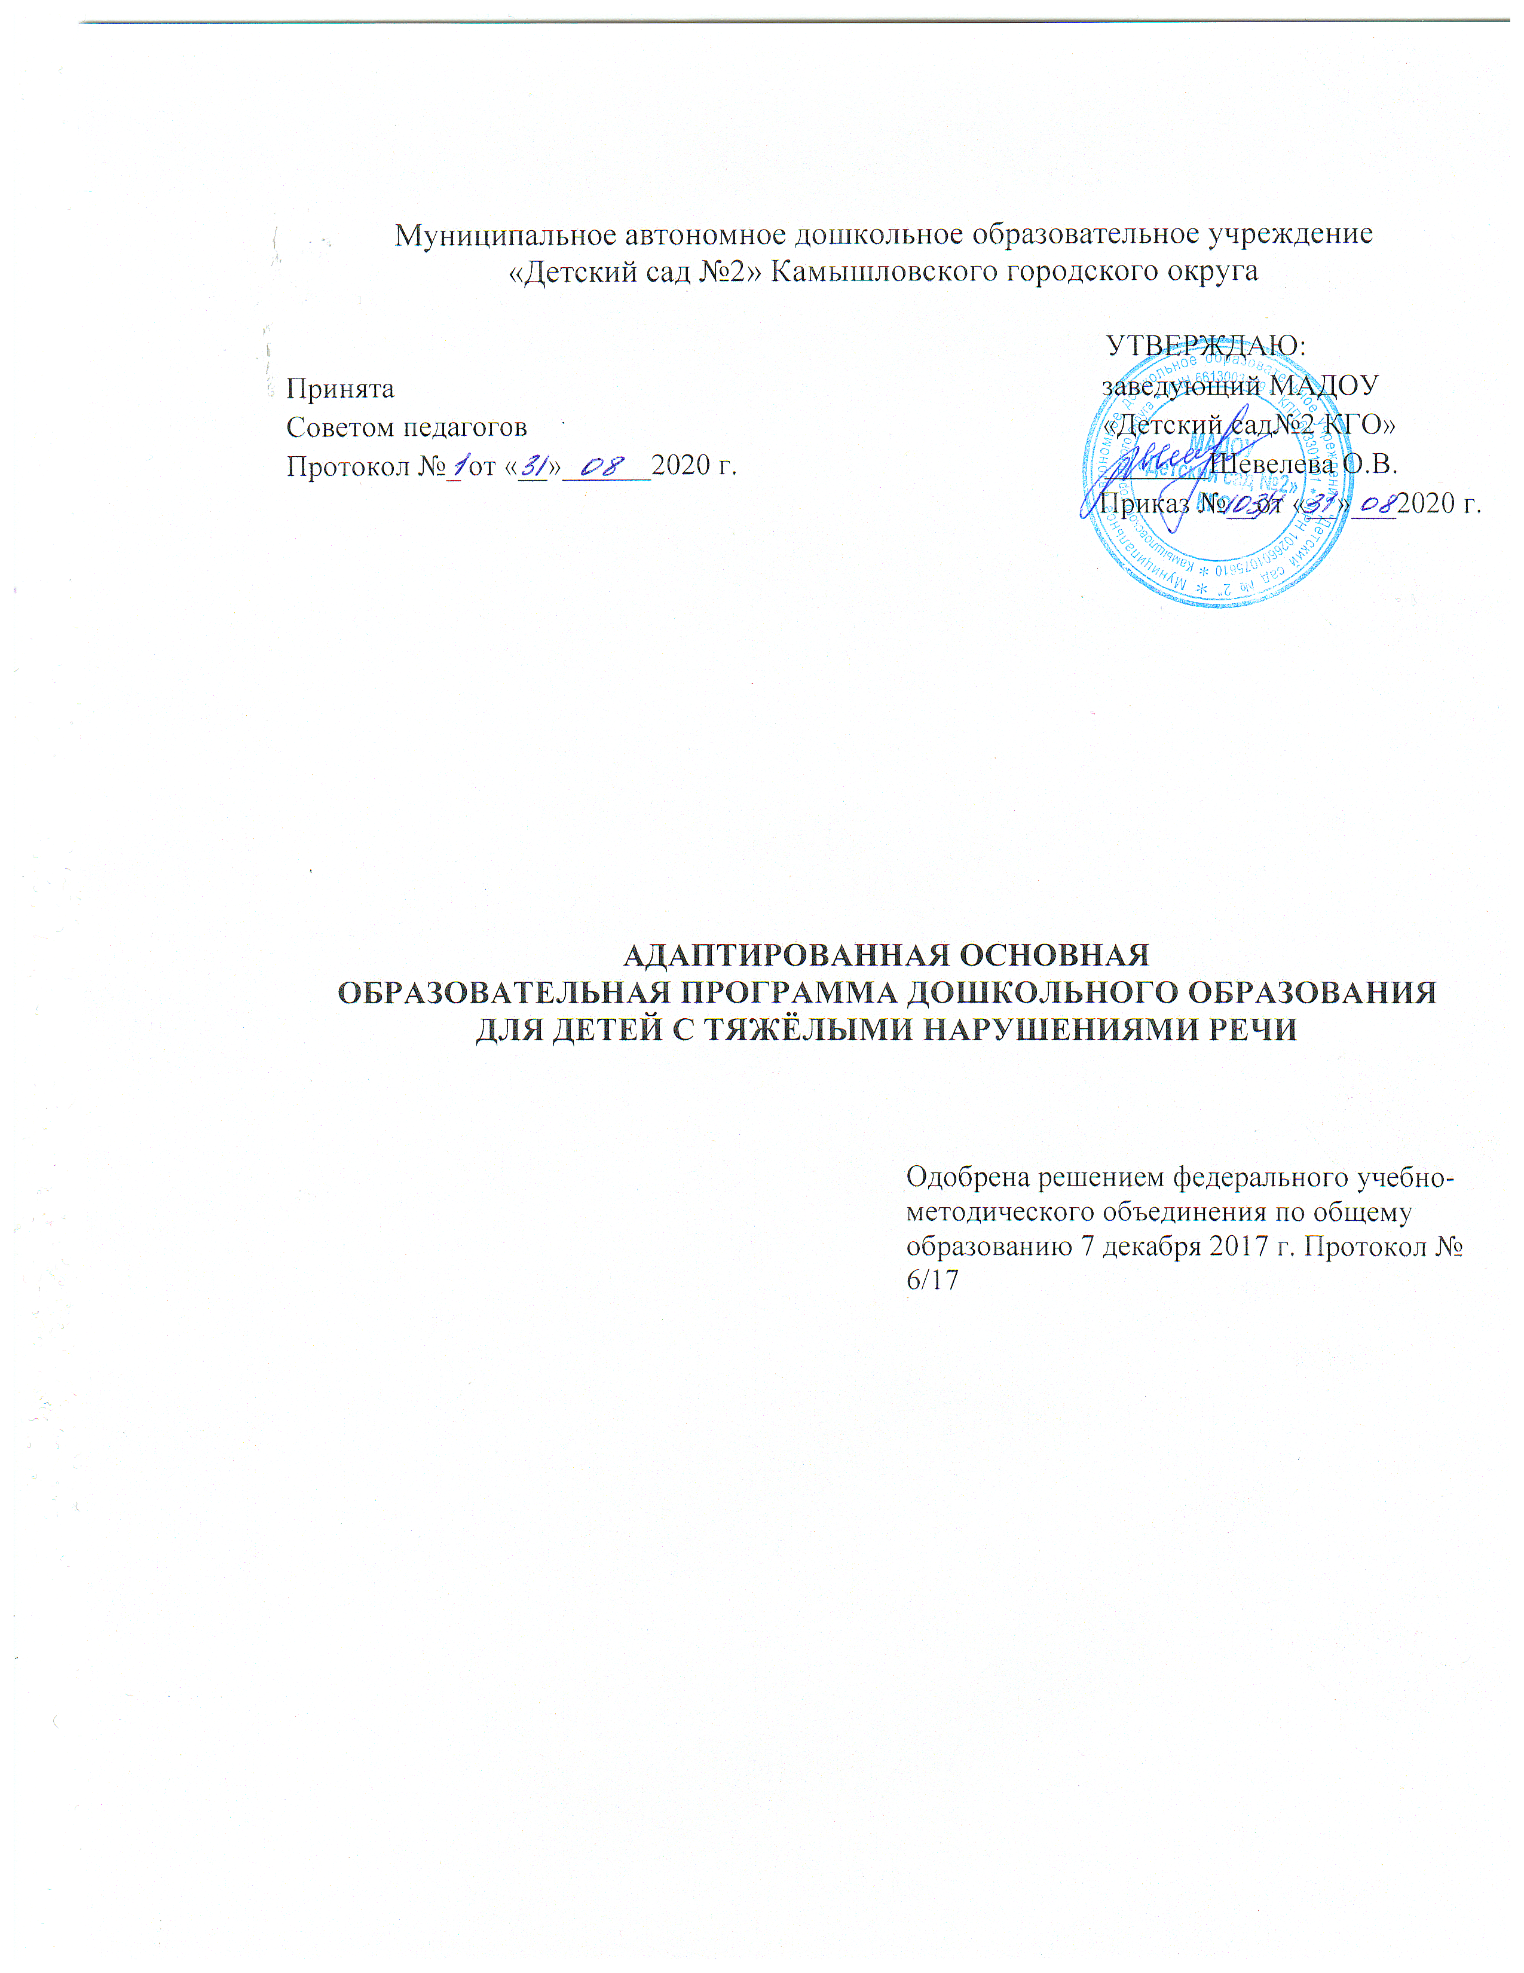 Муниципальное автономное дошкольное образовательное учреждение
«Детский сад №2» Камышловского городского округа
Принята
Советом педагогов
Протокол № 1 от «31» 08 2020 г.
УТВЕРЖДАЮ:
заведующий МАДОУ
«Детский сад№2 КГО»
Шевелева О.В.
Приказ № от «31» 08 2020 г.
АДАПТИРОВАННАЯ ОСНОВНАЯ
ОБРАЗОВАТЕЛЬНАЯ ПРОГРАММА ДОШКОЛЬНОГО ОБРАЗОВАНИЯ
ДЛЯ ДЕТЕЙ С ТЯЖЁЛЫМИ НАРУШЕНИЯМИ РЕЧИ
Одобрена решением федерального учебно-
методического объединения по общему
образованию 7 декабря 2017 г. Протокол №
6/17